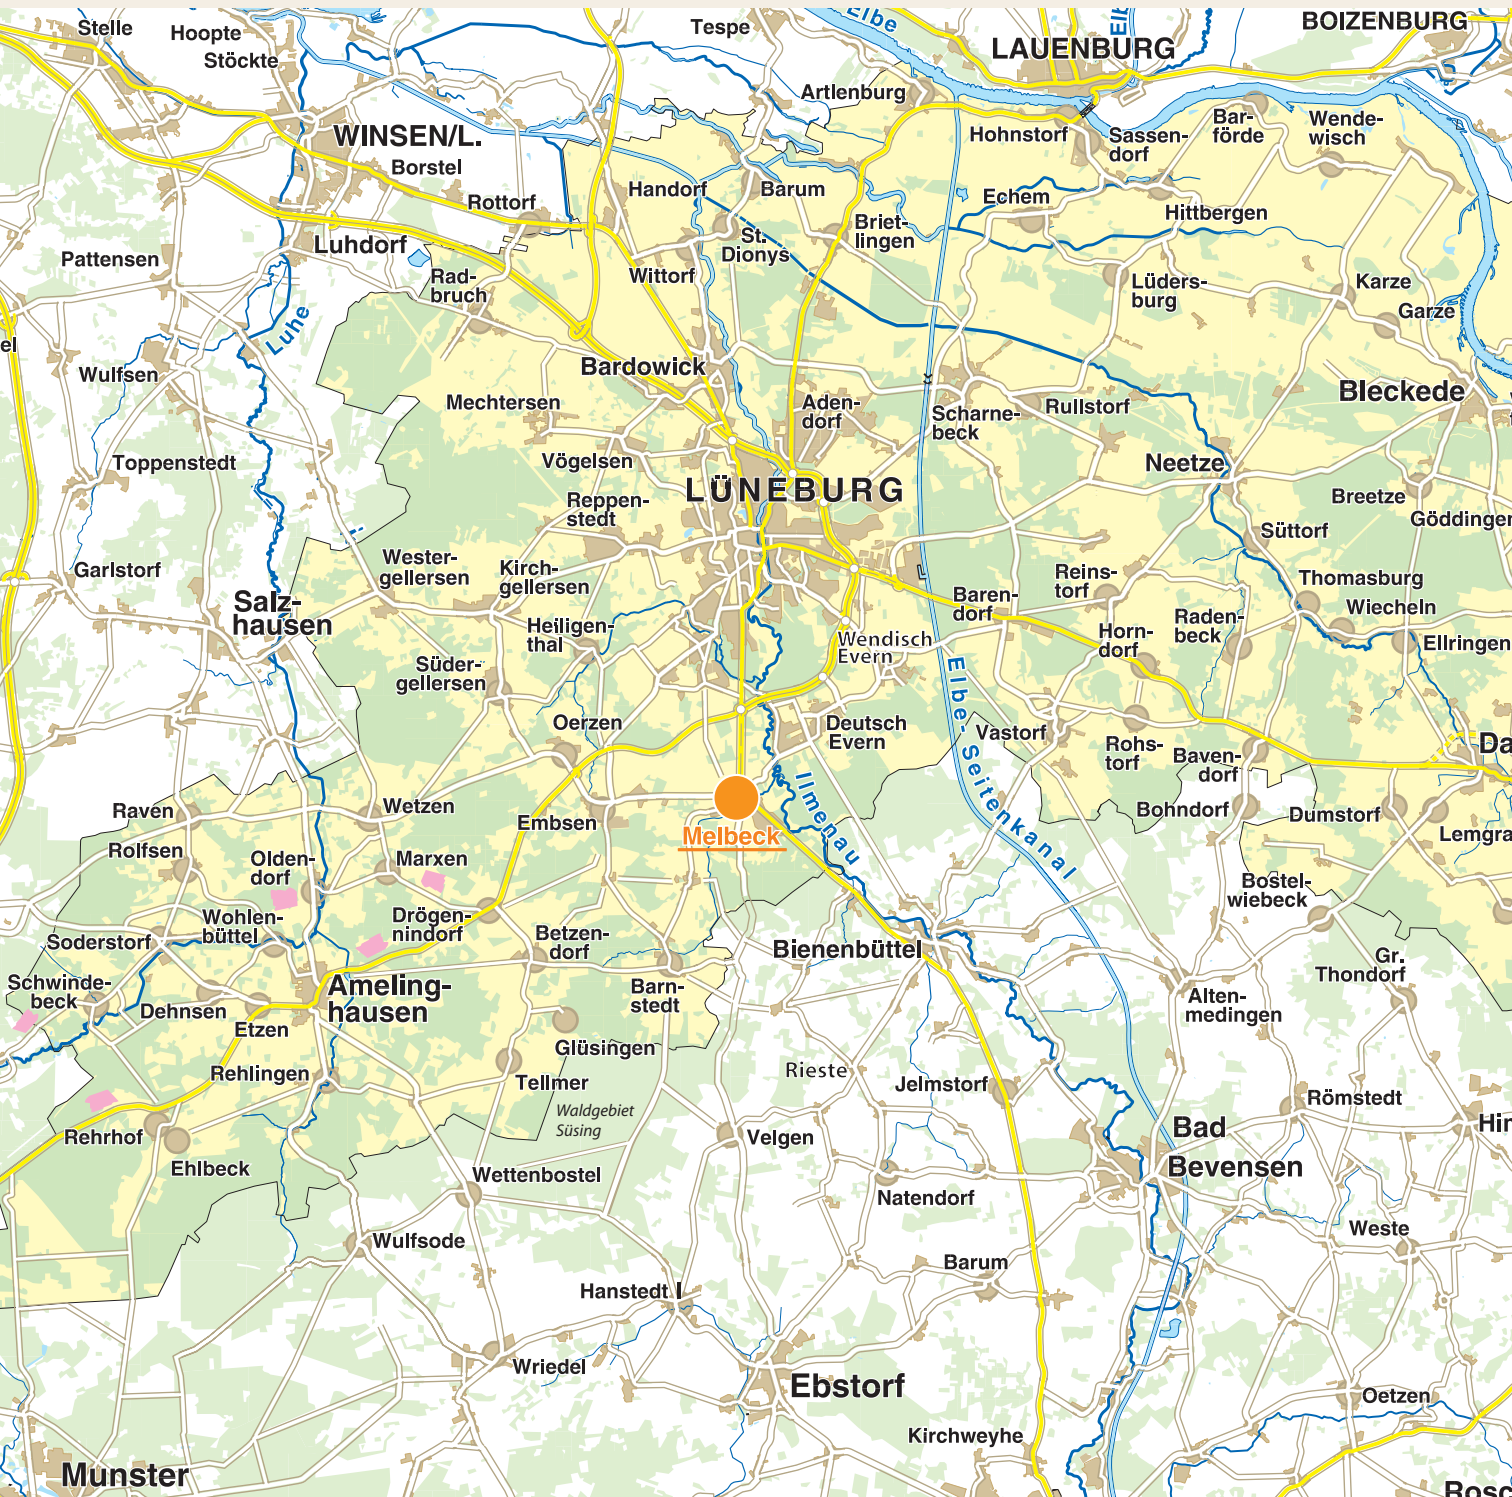 Stelle
Hoopte
Stöckte
Tespe
Elbe
LAUENBURG
BOIZENBURG
Artlenburg
Hohnstorf
Sassen-
dorf
Bar-
förde
Wende-
wisch
WINSEN/L.
Borstel
Rottorf
Handorf
Barum
Echem
Hittbergen
Luhdorf
Pattensen
St.
Dionys
Briet-
lingen
Wittorf
Rad-
bruch
Lüders-
burg
Karze
Garze
Luhe
el
Wulfsen
Bardowick
Mechtersen
Aden-
dorf
Scharne-
beck
Rullstorf
Bleckede
Toppenstedt
Vögelsen
LÜNEBURG
Neetze
Breetze
Göddingen
Reppen-
stedt
Süttorf
Garlstorf
Wester-
gellersen
Kirch-
gellersen
Reins-
torf
Thomasburg
Wiecheln
Salz-
hausen
Heiligen-
thal
Baren-
dorf
Raden-
beck
Horn-
dorf
Ellringen
Wendisch
Evern
Süder-
gellersen
Oerzen
Deutsch
Evern
Elbe-Seitenkanal
Vastorf
Rohs-
torf
Baven-
dorf
Da
Raven
Wetzen
Embsen
Melbeck
Ilmenau
Bohndorf
Dumstorf
Lemgra
Rolfsen
Olden-
dorf
Marxen
Bostel-
wiebeck
Wohlen-
büttel
Drögen-
nindorf
Betzen-
dorf
Bienenbüttel
Soderstorf
Gr.
Thondorf
Schwinde-
beck
Ameling-
hausen
Barn-
stedt
Alten-
medingen
Dehnsen
Etzen
Glüsingen
Rehlingen
Tellmer
Rieste
Jelmstorf
Römstedt
Waldgebiet
Süsing
Rehrhof
Velgen
Bad
Bevensen
Hin
Ehlbeck
Wettenbostel
Natendorf
Weste
Wulfsode
Barum
Hanstedt I
Wriedel
Ebstorf
Oetzen
Kirchweyhe
Munster
Rosc